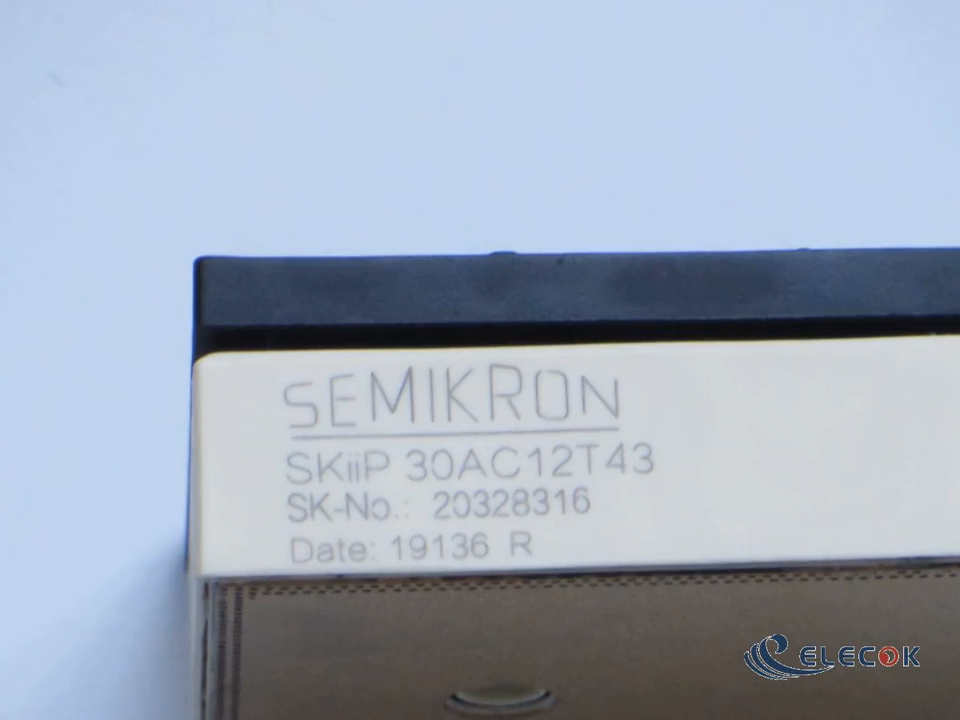 SEMIKRON
SKiiP 30AC12T43
SK-No.: 20328316
Date: 19136 R
ELECOK